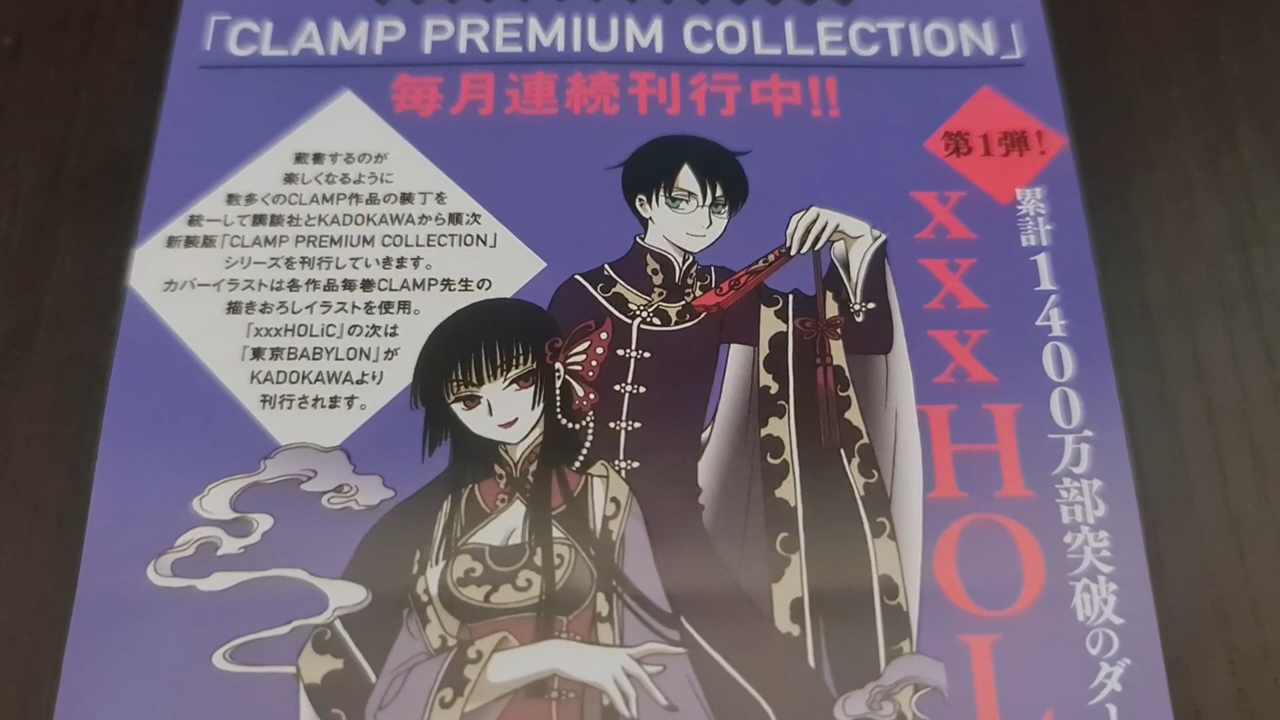 「CLAMP PREMIUM COLLECTION」
毎月連続刊行中!!
蔵書するのが
楽しくなるように
数多くのCLAMP作品の装丁を
統一して講談社とKADOKAWAから順次
新装版「CLAMP PREMIUM COLLECTION」
シリーズを刊行していきます。
カバーイラストは各作品毎巻CLAMP先生の
描きおろしイラストを使用。
『xxxHOLiC』の次は
『東京BABYLON』が
KADOKAWAより
刊行されます。
第1弾!
累計1400万部突破のダー
xxxHOL